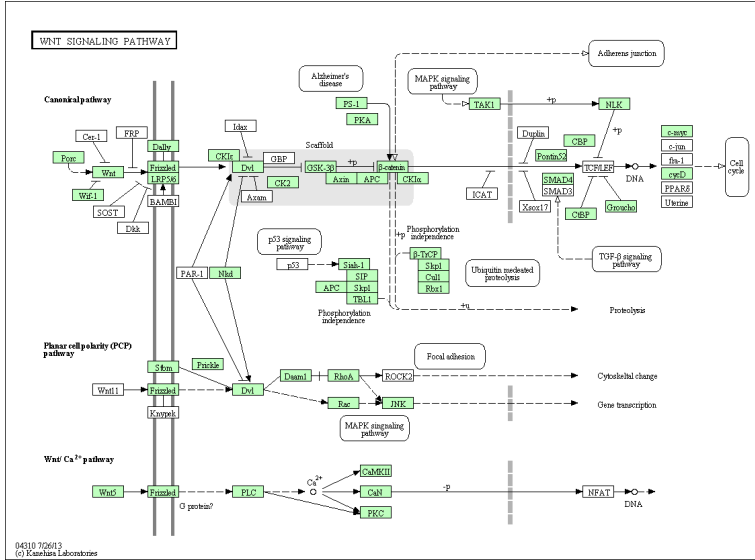 WNT SIGNALING PATHWAY
Adherens junction
Alzheimer's
disease
MAPK signaling
pathway
Canonical pathway
PS-1
PKA
TAK1
+p
NLK
Cer-1
FRP
Dally
Idax
Scaffold
Duplin
CBP
+p
c-myc
c-jun
Porc
Wnt
Frizzled
LRP5/6
CKIε
Dvl
GBP
GSK-3β
+p
β-catenin
Pontin52
TCF/LEF
DNA
fra-1
cycD
Cell
cycle
Wif-1
BAMBI
CK2
Axin
APC
CKIα
SMAD4
SMAD3
PPARδ
SOST
Axam
ICAT
Xsox17
CtBP
Groucho
Uterine
Dkk
p53 signaling
pathway
+p
Phosphorylation
independence
PAR-1
Nkd
p53
Siah-1
SIP
APC
Skp1
TBL1
β-TrCP
Skp1
Cul1
Rbx1
Ubiquitin mediated
proteolysis
TGF-β signaling
pathway
Phosphorylation
independence
+u
Proteolysis
Planar cell polarity (PCP)
pathway
Stbm
Prickle
Focal adhesion
Wnt11
Frizzled
Knypek
Dvl
Daam1
RhoA
ROCK2
Cytoskeltal change
Rac
JNK
Gene transcription
MAPK signaling
pathway
Wnt/ Ca2+ pathway
Wnt5
Frizzled
G protein?
PLC
Ca2+
CaMKII
CaN
PKC
-p
NFAT
DNA
04310 7/26/13
(c) Kanehisa Laboratories